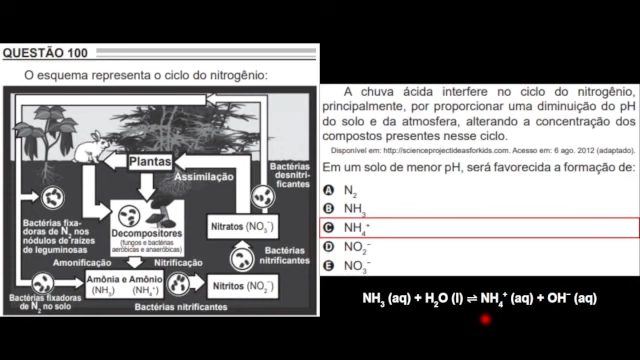 QUESTÃO 100
O esquema representa o ciclo do nitrogênio:
Plantas
Assimilação
Bactérias
desnitri-
ficantes
Bactérias fixa-
doras de N₂ nos
nódulos de raízes
de leguminosas
Decompositores
(fungos e bactérias
aeróbicas e anaeróbicas)
Nitratos (NO₃⁻)
Bactérias
nitrificantes
Amonificação
Nitrificação
Amônia e Amônio
(NH₃) (NH₄⁺)
Nitritos (NO₂⁻)
Bactérias fixadoras
de N2 no solo
Bactérias nitrificantes
A chuva ácida interfere no ciclo do nitrogênio,
principalmente, por proporcionar uma diminuição do pH
do solo e da atmosfera, alterando a concentração dos
compostos presentes nesse ciclo.
Disponível em: http://scienceprojectideasforkids.com. Acesso em: 6 ago. 2012 (adaptado).
Em um solo de menor pH, será favorecida a formação de:
A N₂
B NH₃
C NH₄⁺
D NO₂⁻
E NO₃⁻
NH₃ (aq) + H₂O (l) ⇌ NH₄⁺ (aq) + OH⁻ (aq)